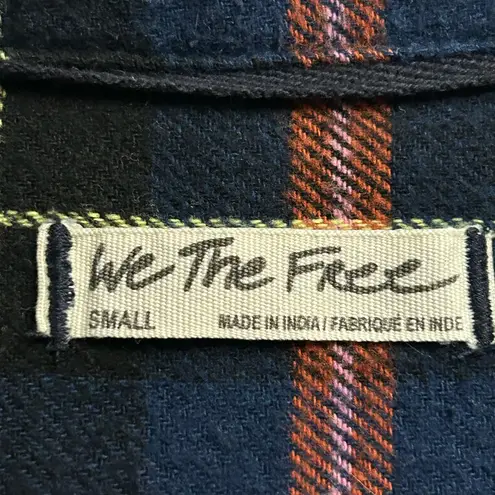 We The Free
SMALL MADE IN INDIA / FABRIQUÉ EN INDE